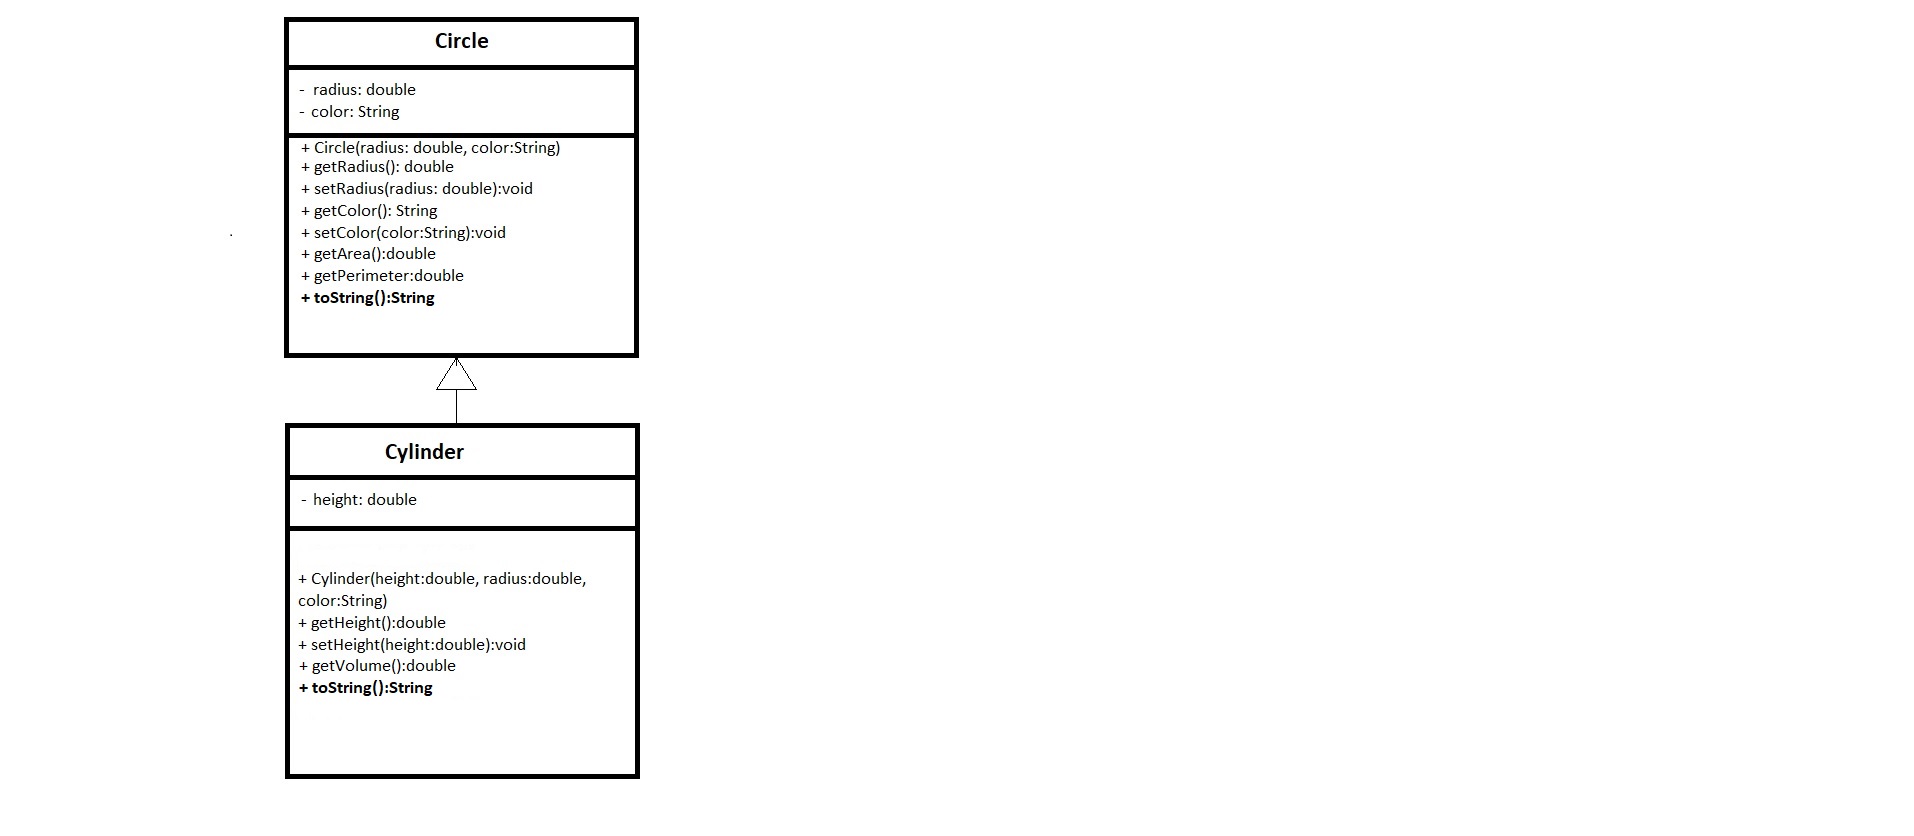 Circle
- radius: double
- color: String
+ Circle(radius: double, color:String)
+ getRadius(): double
+ setRadius(radius: double):void
+ getColor(): String
+ setColor(color:String):void
+ getArea():double
+ getPerimeter:double
+ toString():String
Cylinder
- height: double
+ Cylinder(height:double, radius:double,
color:String)
+ getHeight():double
+ setHeight(height:double):void
+ getVolume():double
+ toString():String